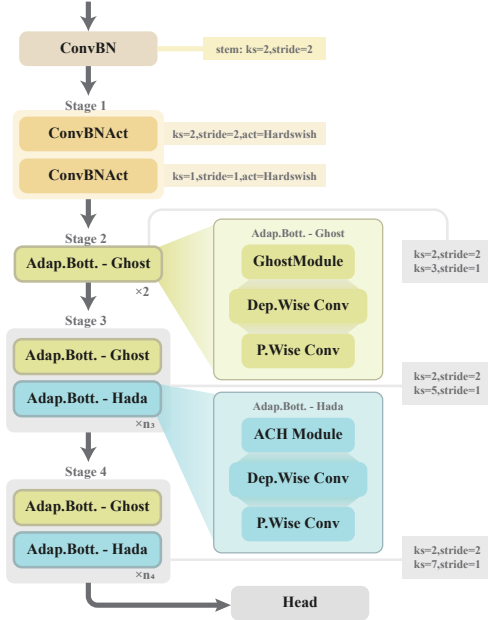 ConvBN
stem: ks=2,stride=2
Stage 1
ConvBNAct
ks=2,stride=2,act=Hardswish
ConvBNAct
ks=1,stride=1,act=Hardswish
Stage 2
Adap.Bott. - Ghost
×2
Adap.Bott. - Ghost
GhostModule
Dep.Wise Conv
P.Wise Conv
ks=2,stride=2
ks=3,stride=1
Stage 3
Adap.Bott. - Ghost
Adap.Bott. - Hada
×n₃
ks=2,stride=2
ks=5,stride=1
Adap.Bott. - Hada
ACH Module
Dep.Wise Conv
P.Wise Conv
Stage 4
Adap.Bott. - Ghost
Adap.Bott. - Hada
×n₄
ks=2,stride=2
ks=7,stride=1
Head